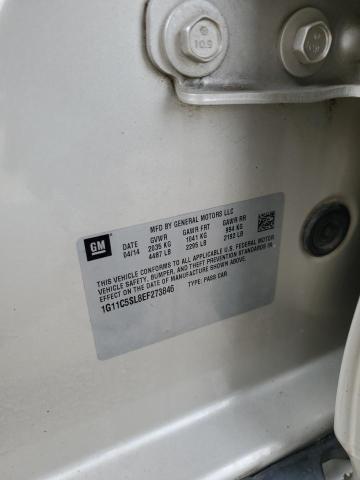 10.9
GM
MFD BY GENERAL MOTORS LLC
DATE GVWR GAWR FRT GAWR RR
04/14 2035 KG 1041 KG 994 KG
4487 LB 2295 LB 2192 LB
THIS VEHICLE CONFORMS TO ALL APPLICABLE U.S. FEDERAL MOTOR
VEHICLE SAFETY, BUMPER, AND THEFT PREVENTION STANDARDS IN
EFFECT ON THE DATE OF MANUFACTURE SHOWN ABOVE.
1G11C5SL8EF273646 TYPE: PASS CAR